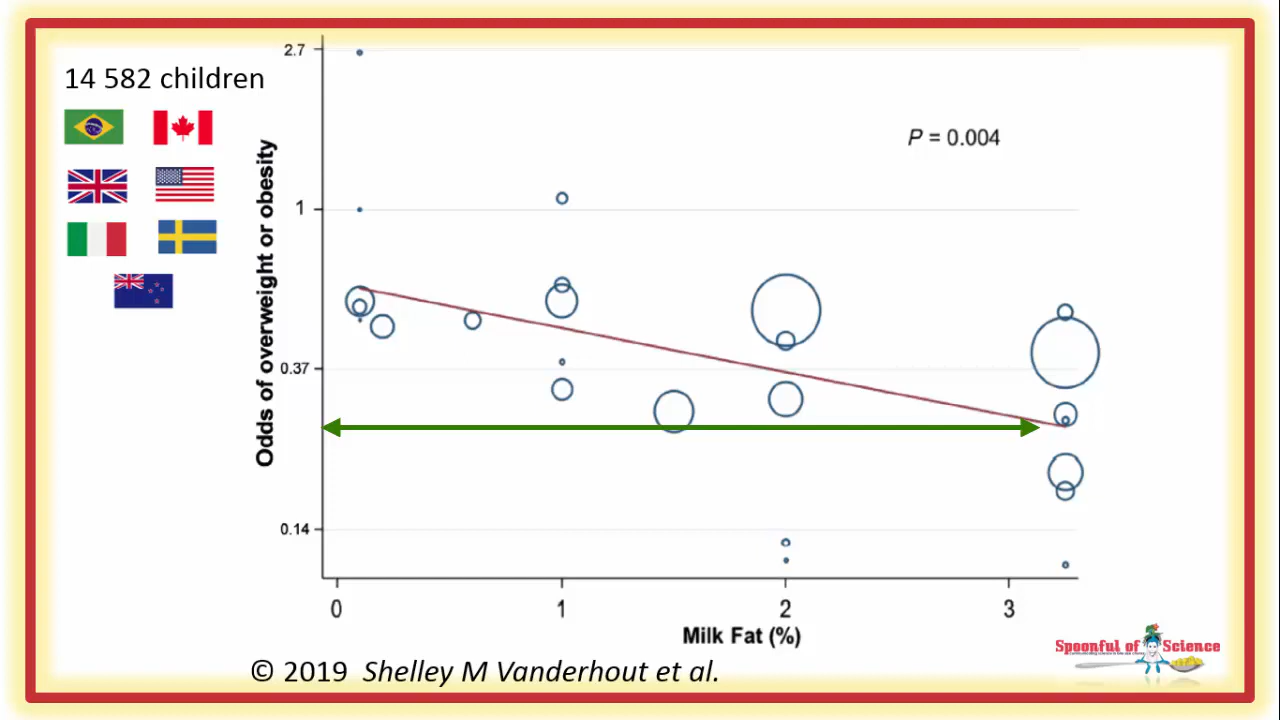 14 582 children
Odds of overweight or obesity
2.7
1
0.37
0.14
P = 0.004
0
1
2
3
Milk Fat (%)
© 2019 Shelley M Vanderhout et al.
Spoonful of Science